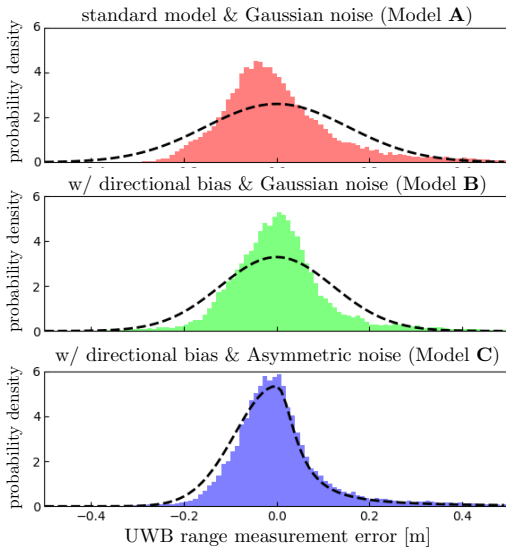 standard model & Gaussian noise (Model A)
probability density
6
4
2
0
w/ directional bias & Gaussian noise (Model B)
probability density
6
4
2
0
w/ directional bias & Asymmetric noise (Model C)
probability density
6
4
2
0
−0.4 −0.2 0.0 0.2 0.4
UWB range measurement error [m]